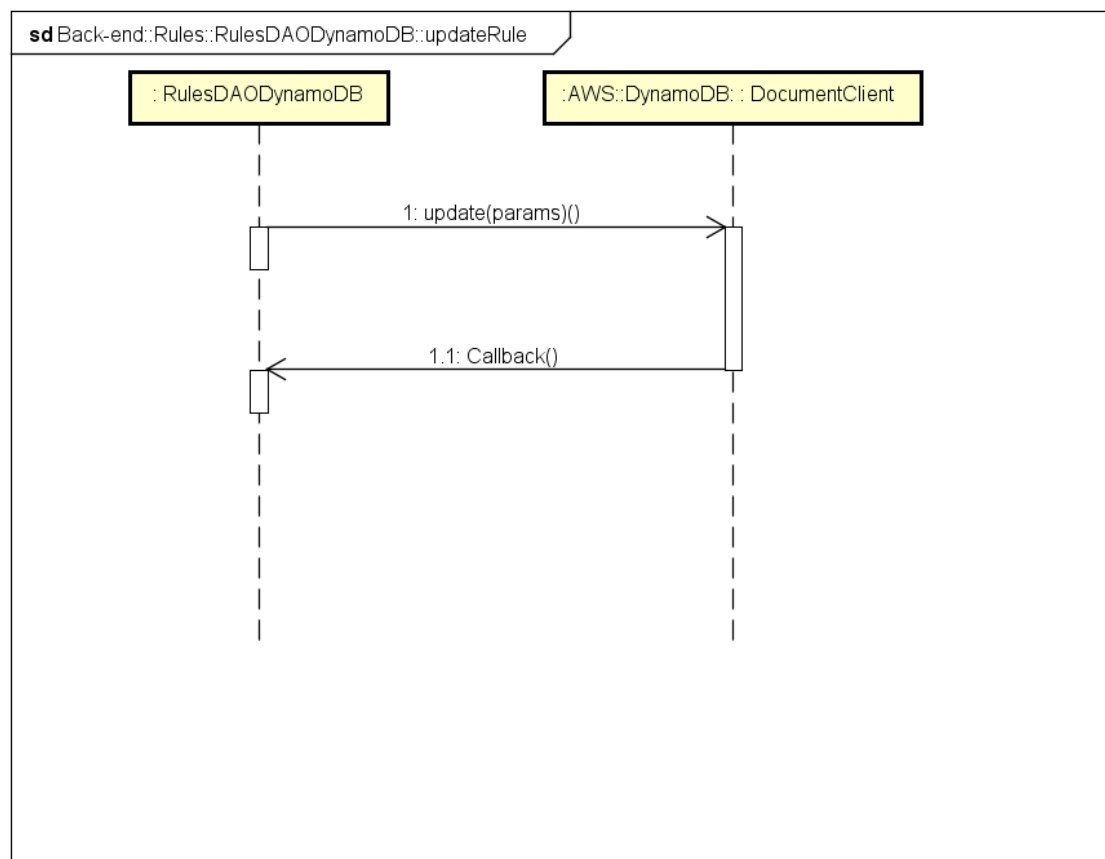 sd Back-end::Rules::RulesDAODynamoDB::updateRule
: RulesDAODynamoDB
:AWS::DynamoDB: : DocumentClient
1: update(params)()
1.1: Callback()